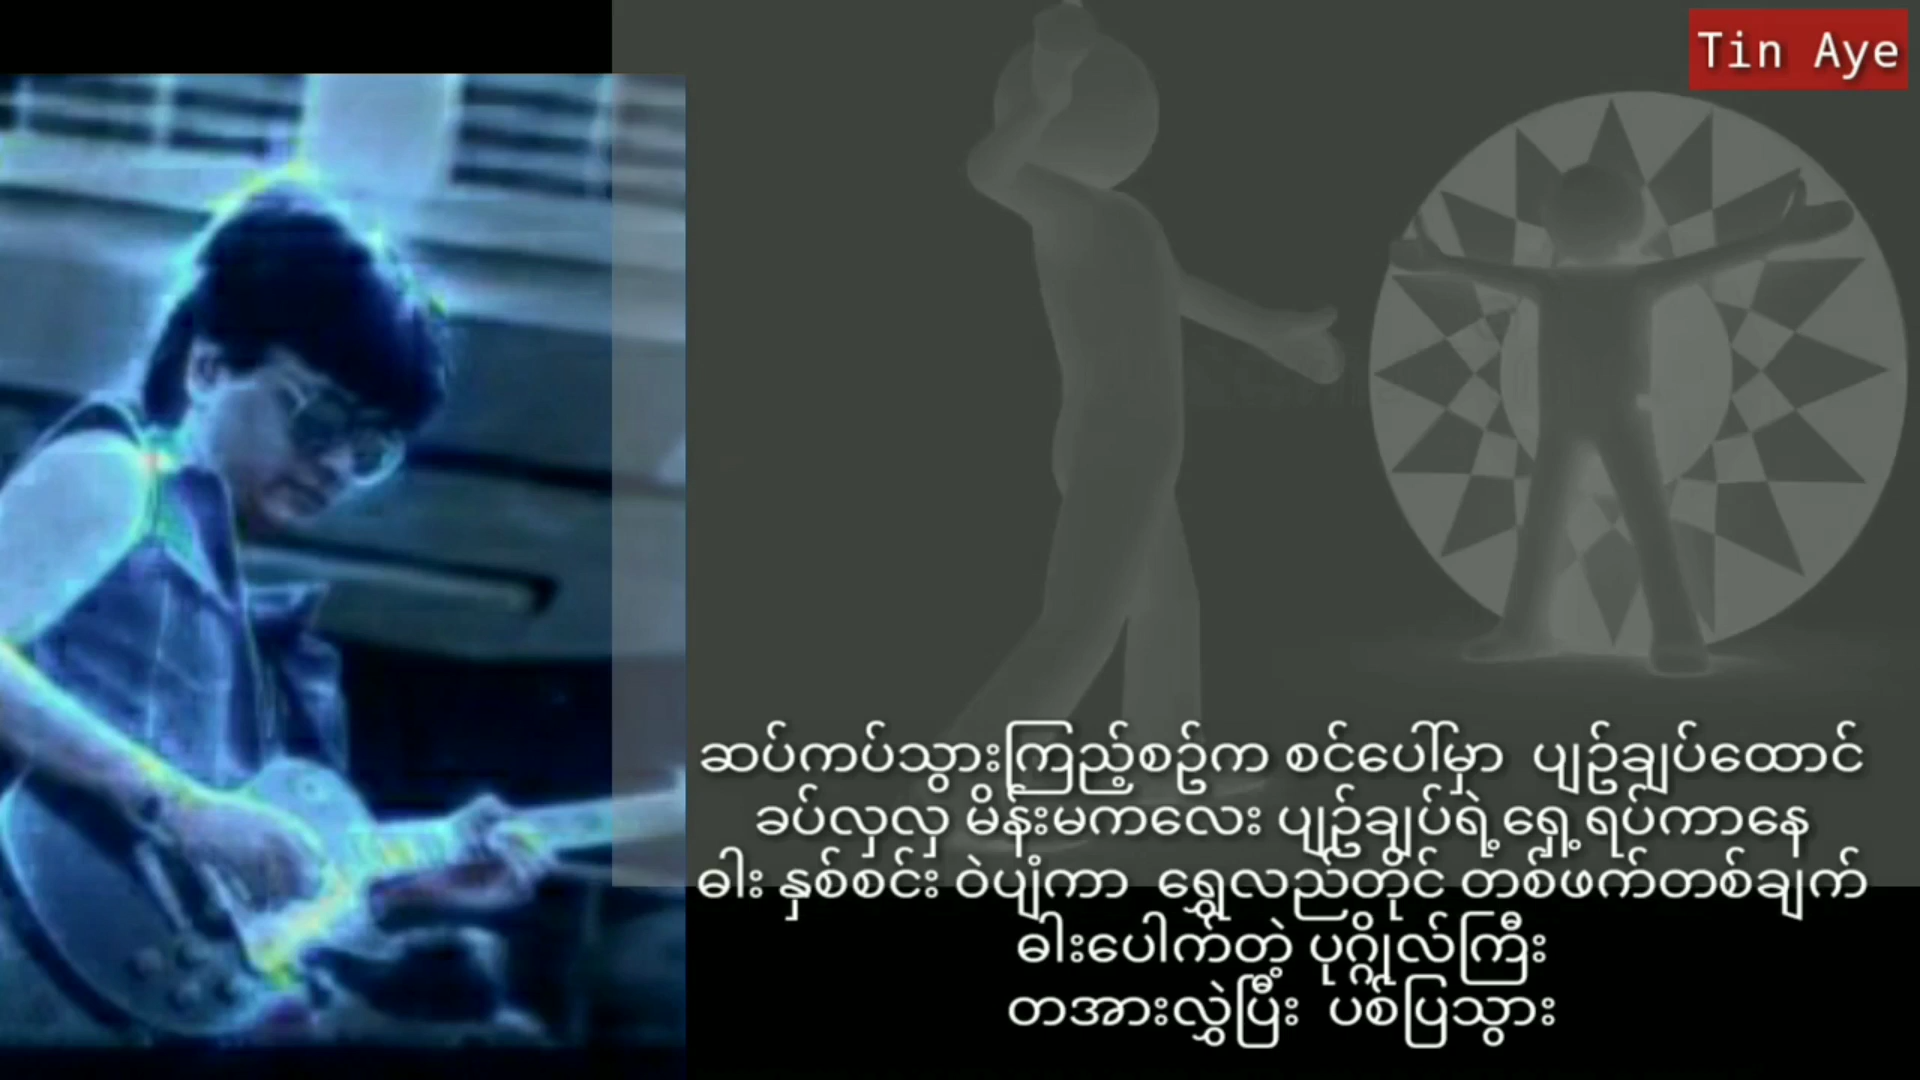 Tin Aye
ဆပ်ကပ်သွားကြည့်စဉ်က စင်ပေါ်မှာ ပျဉ်ချပ်ထောင်
ခပ်လှလှ မိန်းမကလေး ပျဉ်ချပ်ရဲ့ရှေ့ရပ်ကာနေ
ဓါး နှစ်စင်း ဝဲပျံကာ ရွှေလည်တိုင် တစ်ဖက်တစ်ချက်
ဓါးပေါက်တဲ့ ပုဂ္ဂိုလ်ကြီး
တအားလွှဲပြီး ပစ်ပြသွား